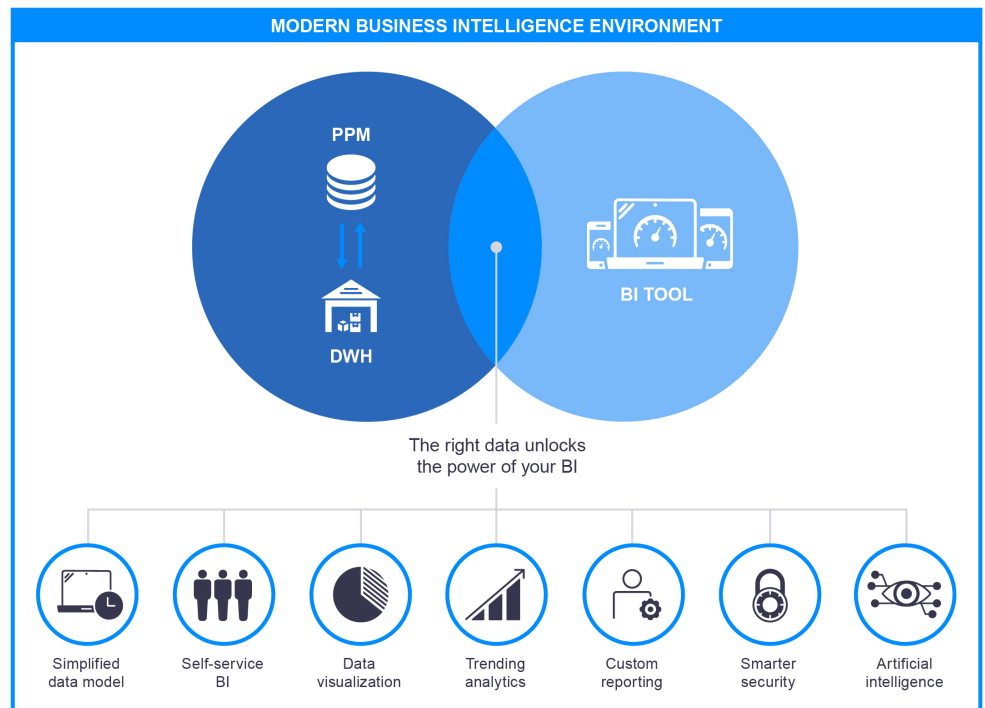 MODERN BUSINESS INTELLIGENCE ENVIRONMENT
PPM
DWH
BI TOOL
The right data unlocks
the power of your BI
Simplified
data model
Self-service
BI
Data
visualization
Trending
analytics
Custom
reporting
Smarter
security
Artificial
intelligence